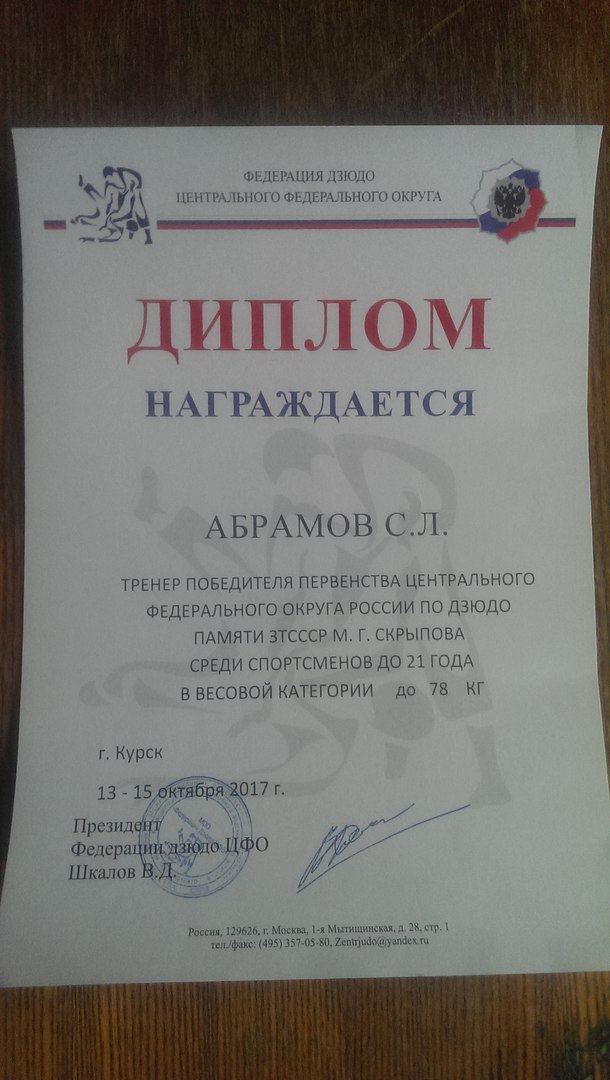 ФЕДЕРАЦИЯ ДЗЮДО
ЦЕНТРАЛЬНОГО ФЕДЕРАЛЬНОГО ОКРУГА
ДИПЛОМ
НАГРАЖДАЕТСЯ
АБРАМОВ С.Л.
ТРЕНЕР ПОБЕДИТЕЛЯ ПЕРВЕНСТВА ЦЕНТРАЛЬНОГО
ФЕДЕРАЛЬНОГО ОКРУГА РОССИИ ПО ДЗЮДО
ПАМЯТИ ЗТСССР М. Г. СКРЫПОВА
СРЕДИ СПОРТСМЕНОВ ДО 21 ГОДА
В ВЕСОВОЙ КАТЕГОРИИ до 78 КГ
г. Курск
13 - 15 октября 2017 г.
Президент
Федерации дзюдо ЦФО
Шкалов В.Д.
Россия, 129626, г. Москва, 1-я Мытищинская, д. 28, стр. 1
тел./факс: (495) 357-05-80, Zentrjudo@yandex.ru